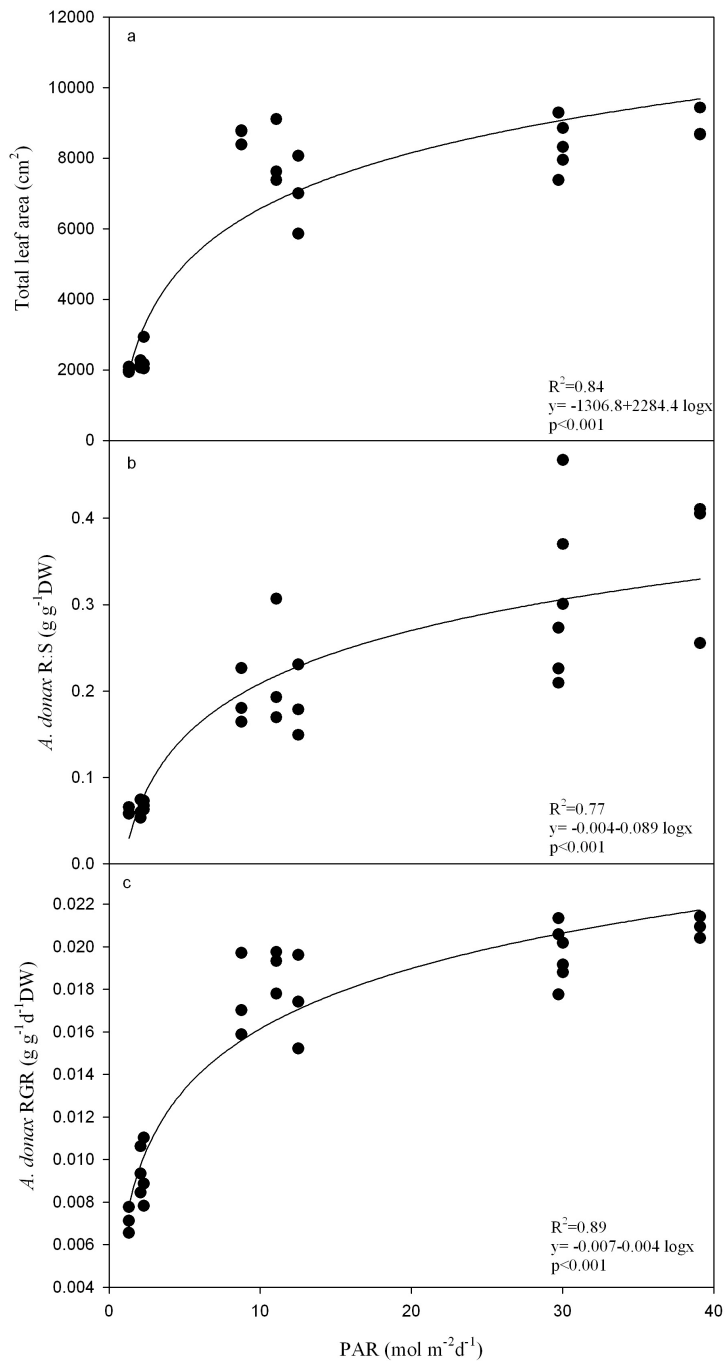 a
12000
10000
8000
6000
4000
2000
0
Total leaf area (cm²)
R²=0.84
y= -1306.8+2284.4 logx
p<0.001
b
0.4
0.3
0.2
0.1
0.0
A. donax R:S (g g⁻¹DW)
R²=0.77
y= -0.004-0.089 logx
p<0.001
c
0.022
0.020
0.018
0.016
0.014
0.012
0.010
0.008
0.006
0.004
A. donax RGR (g g⁻¹d⁻¹DW)
R²=0.89
y= -0.007-0.004 logx
p<0.001
0 10 20 30 40
PAR (mol m⁻²d⁻¹)